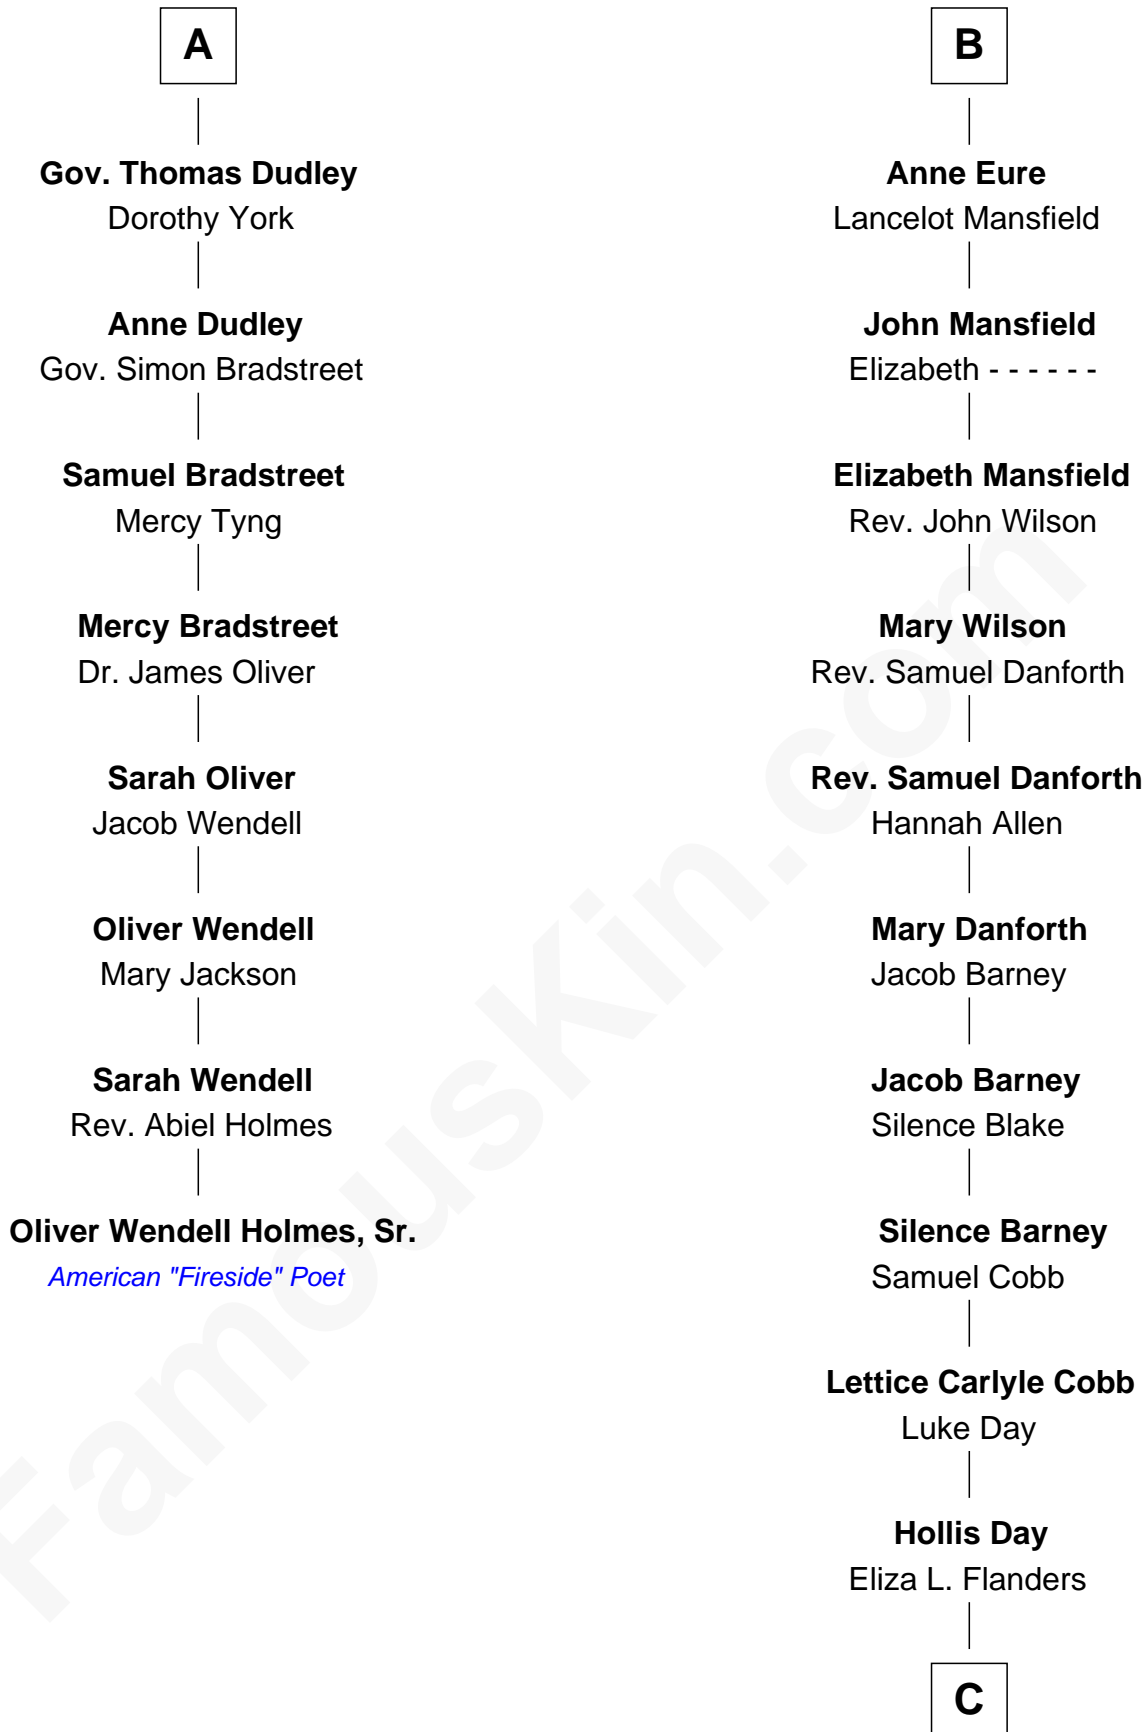 A
Gov. Thomas Dudley
Dorothy York
Anne Dudley
Gov. Simon Bradstreet
Samuel Bradstreet
Mercy Tyng
Mercy Bradstreet
Dr. James Oliver
Sarah Oliver
Jacob Wendell
Oliver Wendell
Mary Jackson
Sarah Wendell
Rev. Abiel Holmes
Oliver Wendell Holmes, Sr.
American "Fireside" Poet
B
Anne Eure
Lancelot Mansfield
John Mansfield
Elizabeth - - - - - -
Elizabeth Mansfield
Rev. John Wilson
Mary Wilson
Rev. Samuel Danforth
Rev. Samuel Danforth
Hannah Allen
Mary Danforth
Jacob Barney
Jacob Barney
Silence Blake
Silence Barney
Samuel Cobb
Lettice Carlyle Cobb
Luke Day
Hollis Day
Eliza L. Flanders
C
FamousKin.com